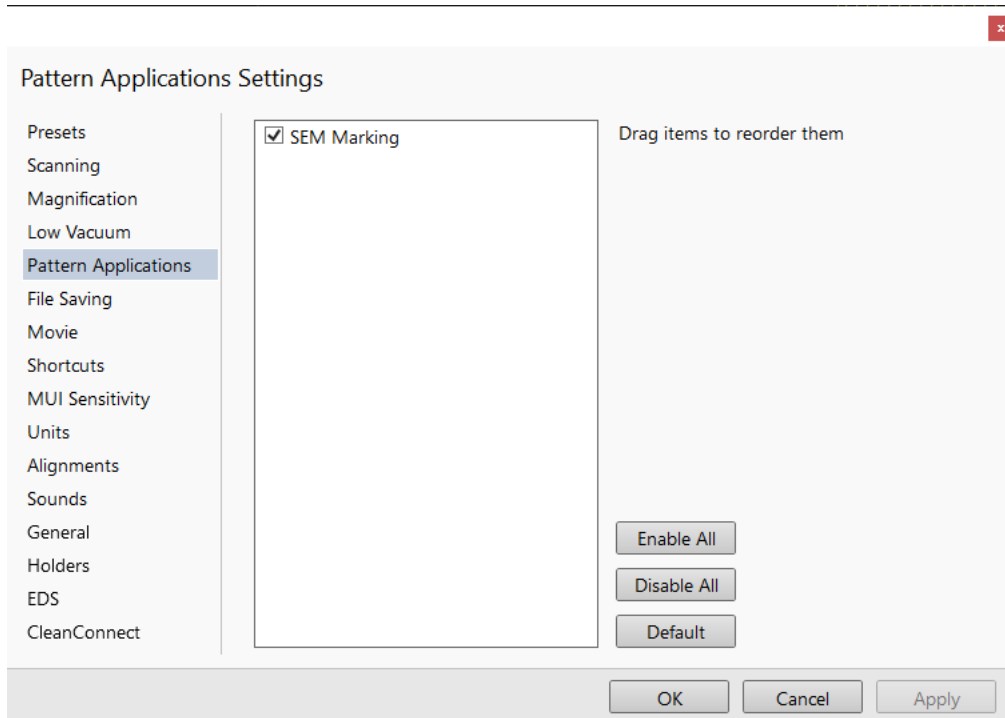 x
Pattern Applications Settings
Presets
Scanning
Magnification
Low Vacuum
Pattern Applications
File Saving
Movie
Shortcuts
MUI Sensitivity
Units
Alignments
Sounds
General
Holders
EDS
CleanConnect
SEM Marking
Drag items to reorder them
Enable All
Disable All
Default
OK
Cancel
Apply